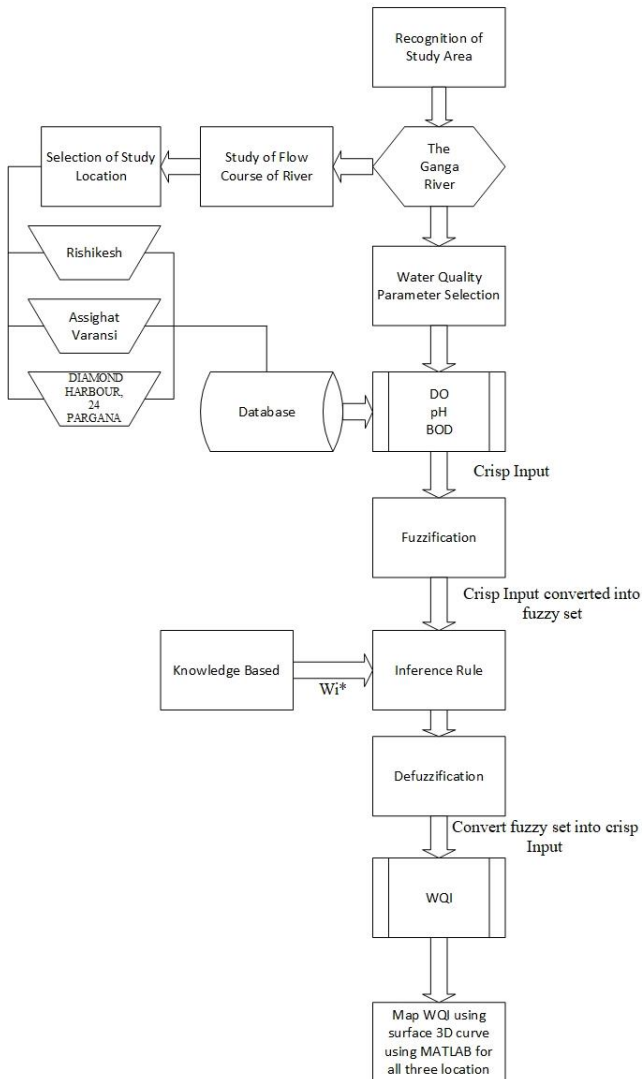 Recognition of
Study Area
The
Ganga
River
Study of Flow
Course of River
Selection of Study
Location
Rishikesh
Assighat
Varansi
DIAMOND
HARBOUR,
24
PARGANA
Water Quality
Parameter Selection
Database
DO
pH
BOD
Crisp Input
Fuzzification
Crisp Input converted into
fuzzy set
Knowledge Based
Wi*
Inference Rule
Defuzzification
Convert fuzzy set into crisp
Input
WQI
Map WQI using
surface 3D curve
using MATLAB for
all three location